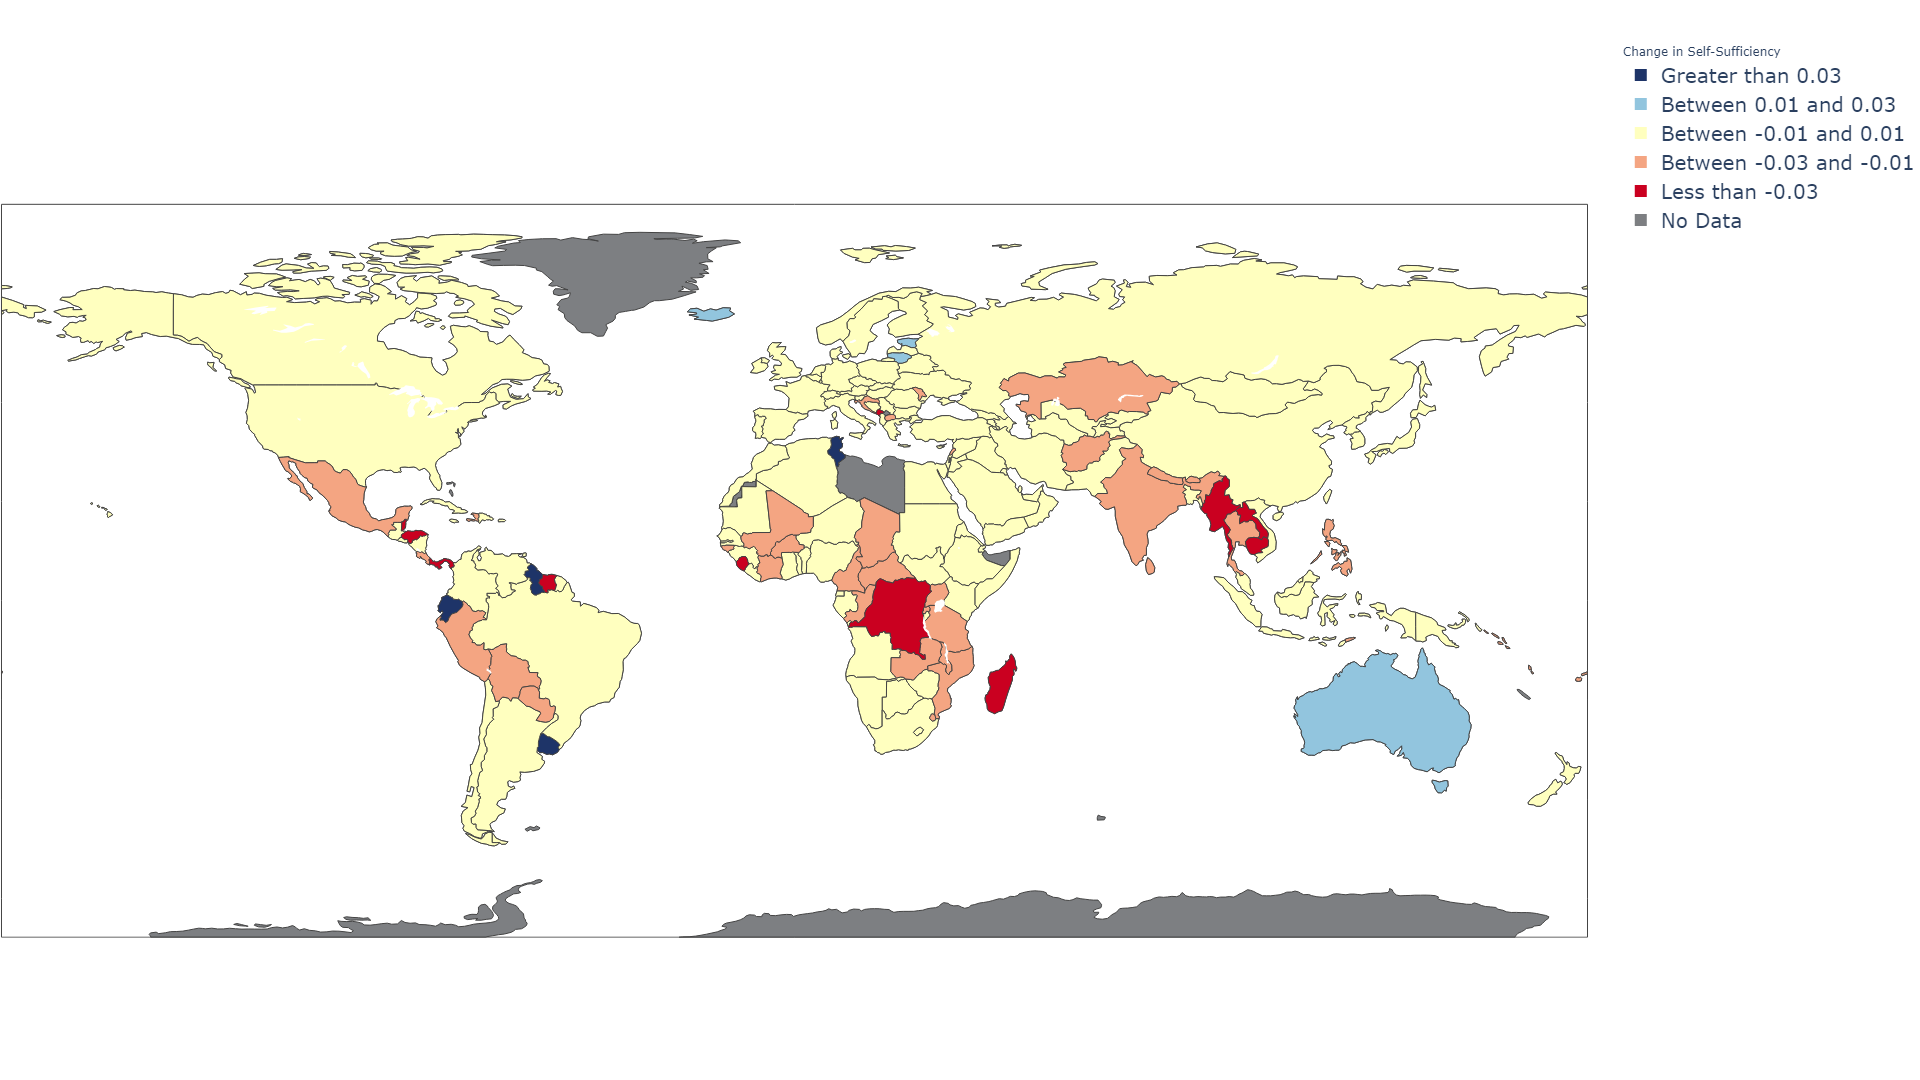 Change in Self-Sufficiency
Greater than 0.03
Between 0.01 and 0.03
Between -0.01 and 0.01
Between -0.03 and -0.01
Less than -0.03
No Data